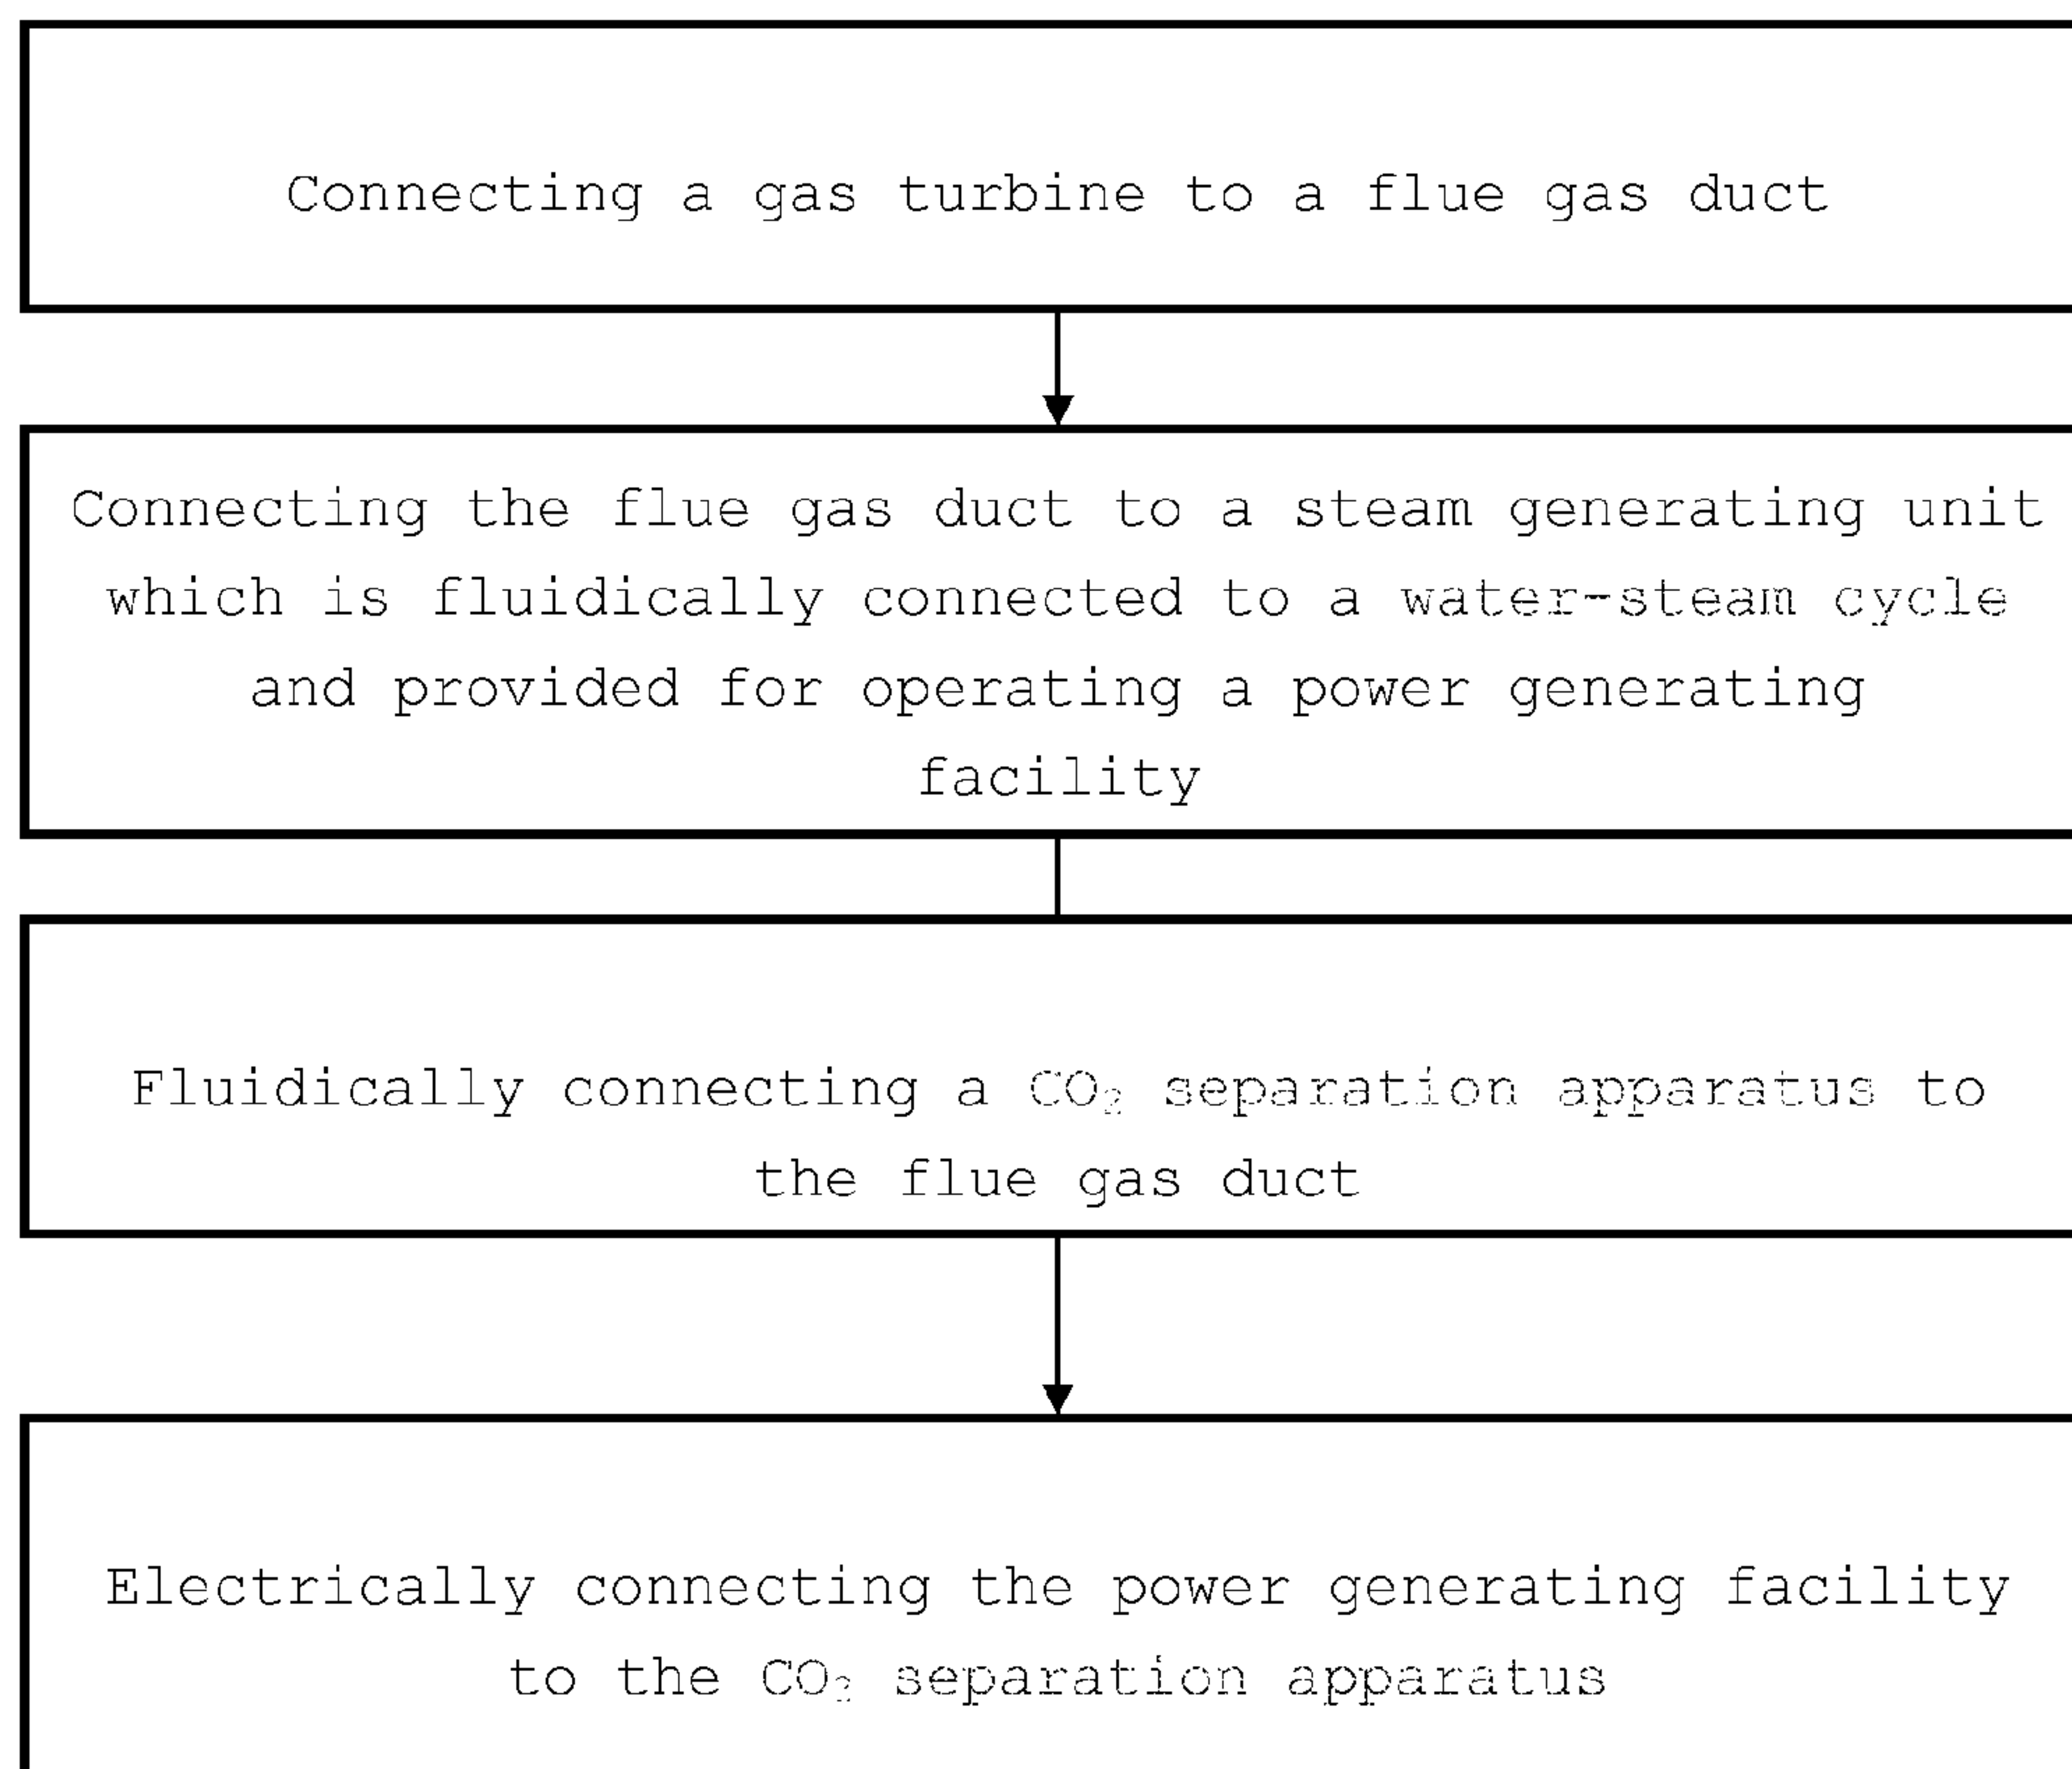 Connecting a gas turbine to a flue gas duct
Connecting the flue gas duct to a steam generating unit
which is fluidically connected to a water-steam cycle
and provided for operating a power generating
facility
Fluidically connecting a CO₂ separation apparatus to
the flue gas duct
Electrically connecting the power generating facility
to the CO₂ separation apparatus